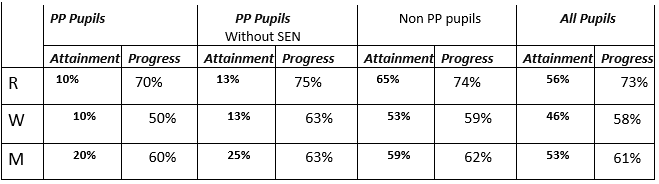 PP Pupils PP Pupils Non PP pupils All Pupils
Without SEN
Attainment Progress Attainment Progress Attainment Progress Attainment Progress
R 10% 70% 13% 75% 65% 74% 56% 73%
W 10% 50% 13% 63% 53% 59% 46% 58%
M 20% 60% 25% 63% 59% 62% 53% 61%